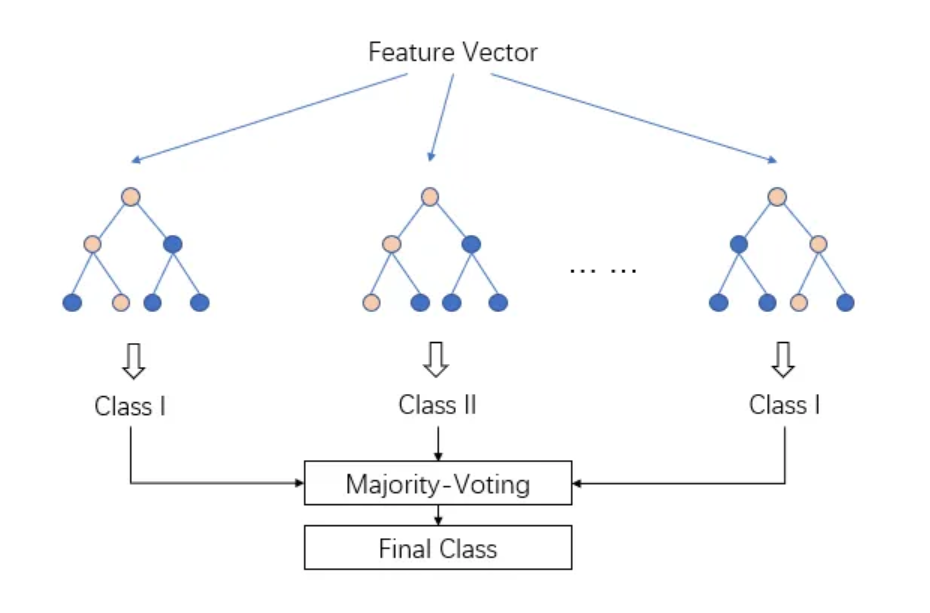 Feature Vector
... ...
Class I
Class II
Class I
Majority-Voting
Final Class